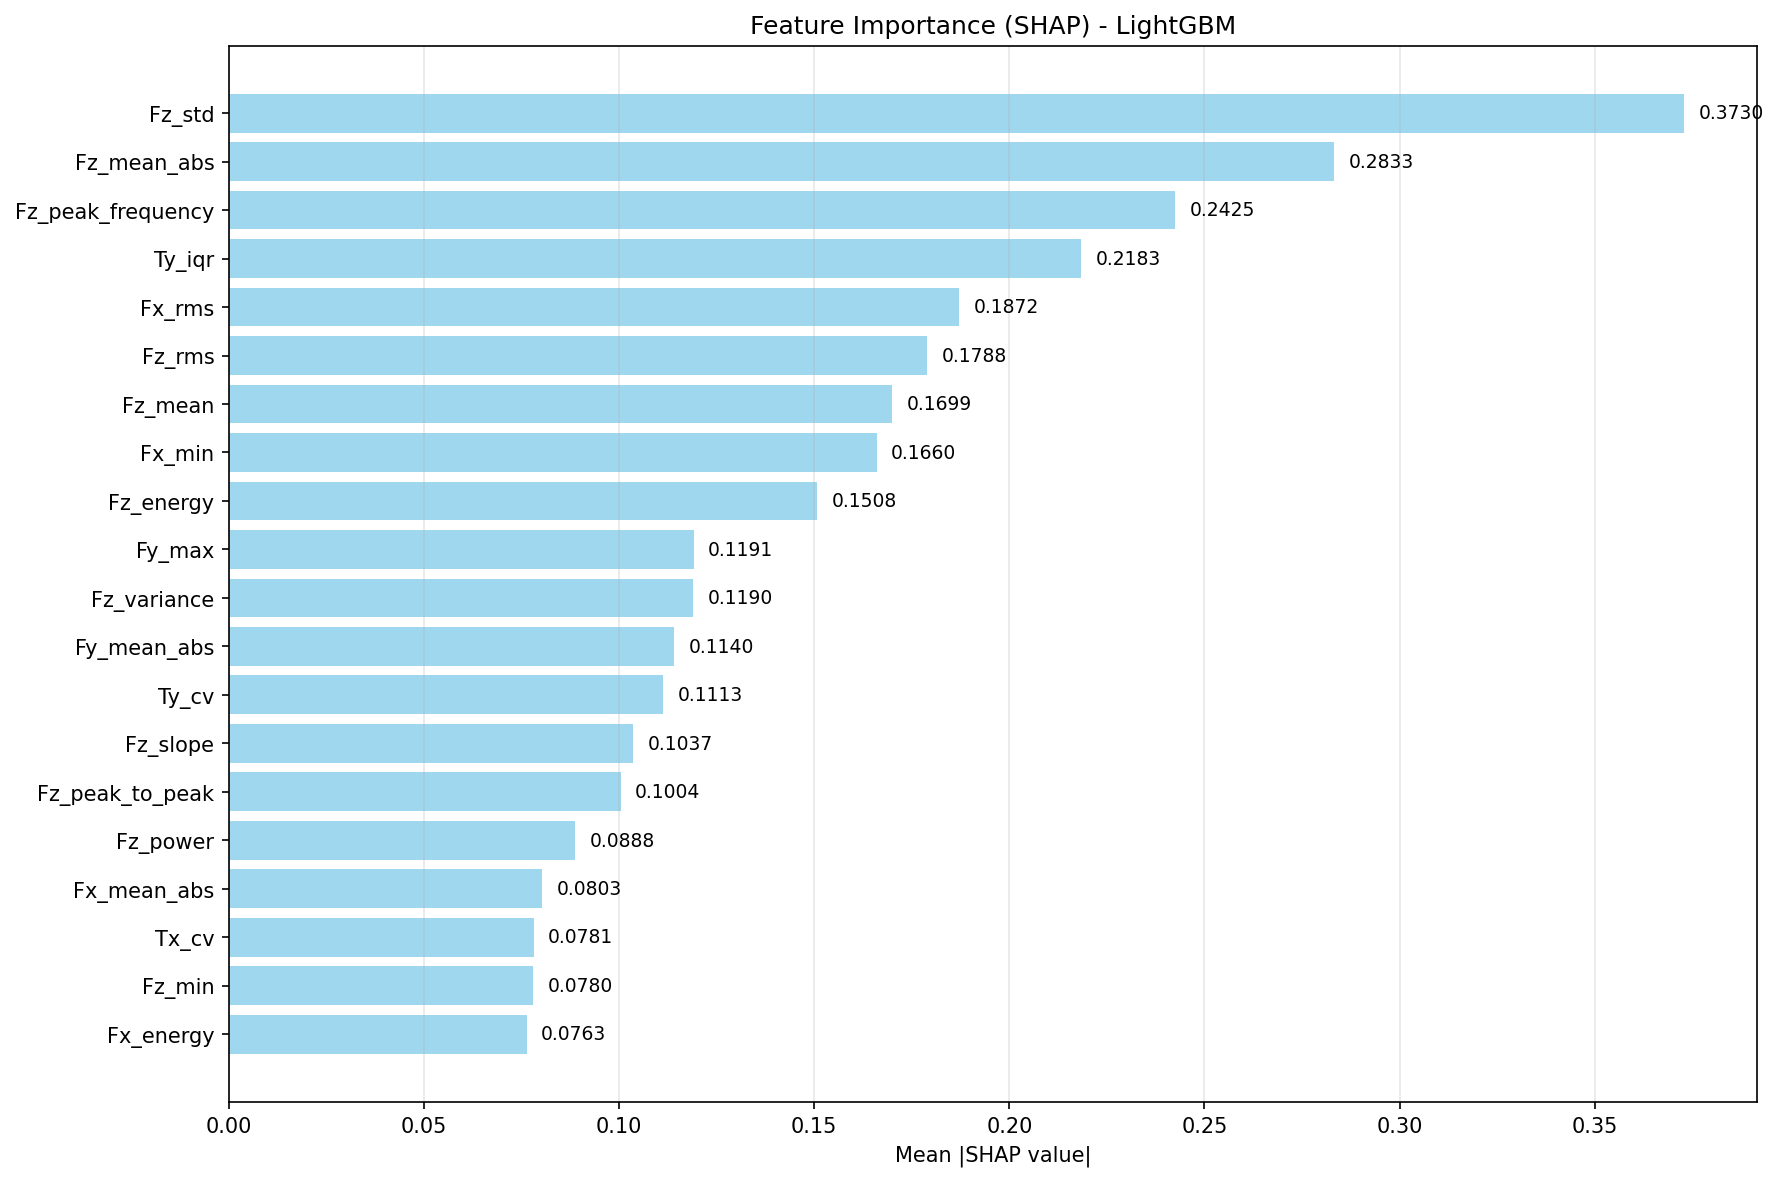 Feature Importance (SHAP) - LightGBM
Fz_std 0.3730
Fz_mean_abs 0.2833
Fz_peak_frequency 0.2425
Ty_iqr 0.2183
Fx_rms 0.1872
Fz_rms 0.1788
Fz_mean 0.1699
Fx_min 0.1660
Fz_energy 0.1508
Fy_max 0.1191
Fz_variance 0.1190
Fy_mean_abs 0.1140
Ty_cv 0.1113
Fz_slope 0.1037
Fz_peak_to_peak 0.1004
Fz_power 0.0888
Fx_mean_abs 0.0803
Tx_cv 0.0781
Fz_min 0.0780
Fx_energy 0.0763
0.00 0.05 0.10 0.15 0.20 0.25 0.30 0.35
Mean |SHAP value|